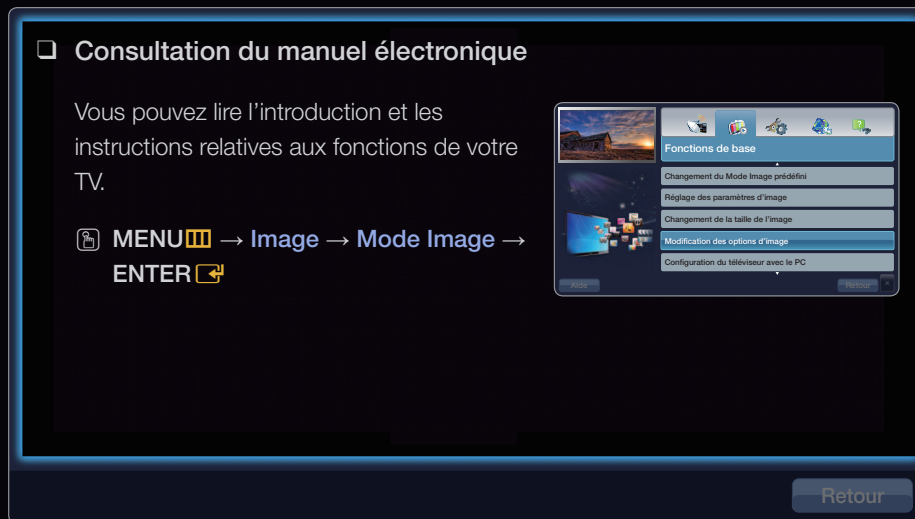 ❑ Consultation du manuel électronique
Vous pouvez lire l’introduction et les
instructions relatives aux fonctions de votre
TV.
MENU → Image → Mode Image →
ENTER
Fonctions de base
Changement du Mode Image prédéfini
Réglage des paramètres d’image
Changement de la taille de l’image
Modification des options d’image
Configuration du téléviseur avec le PC
Aide
Retour
Retour